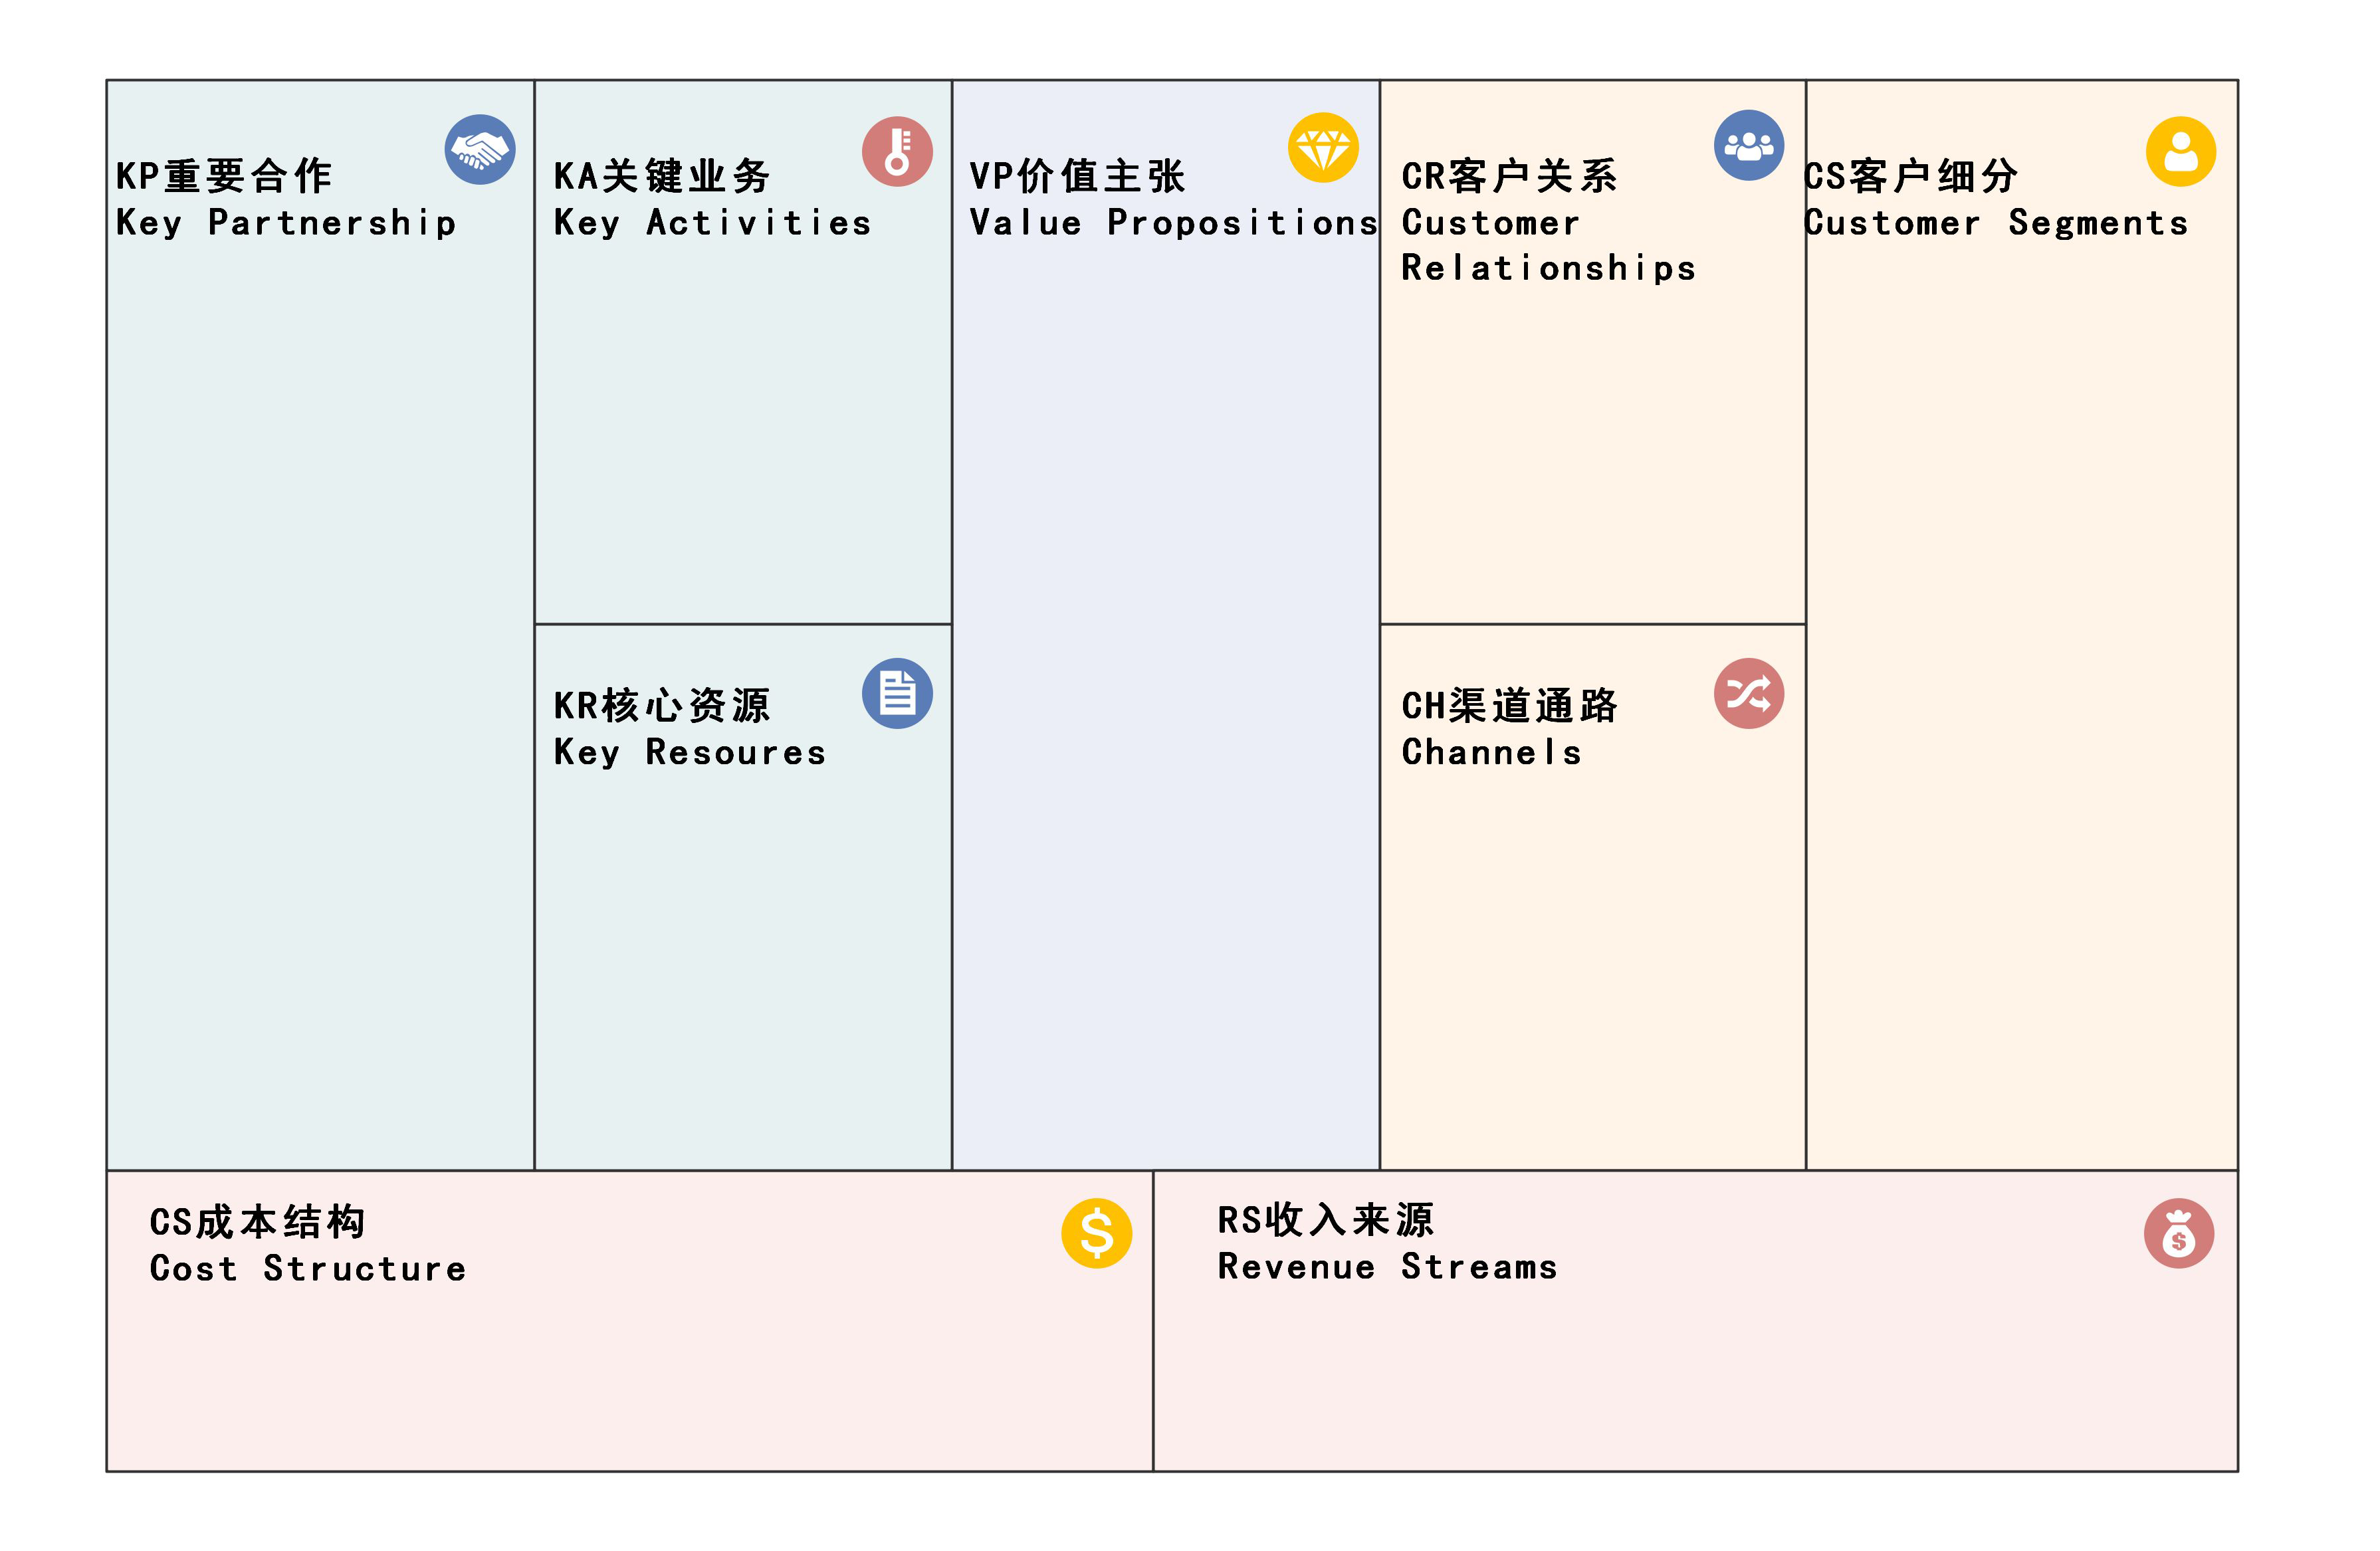 KP重要合作
Key Partnership
KA关键业务
Key Activities
KR核心资源
Key Resoures
VP价值主张
Value Propositions
CR客户关系
Customer
Relationships
CH渠道通路
Channels
CS客户细分
Customer Segments
CS成本结构
Cost Structure
RS收入来源
Revenue Streams